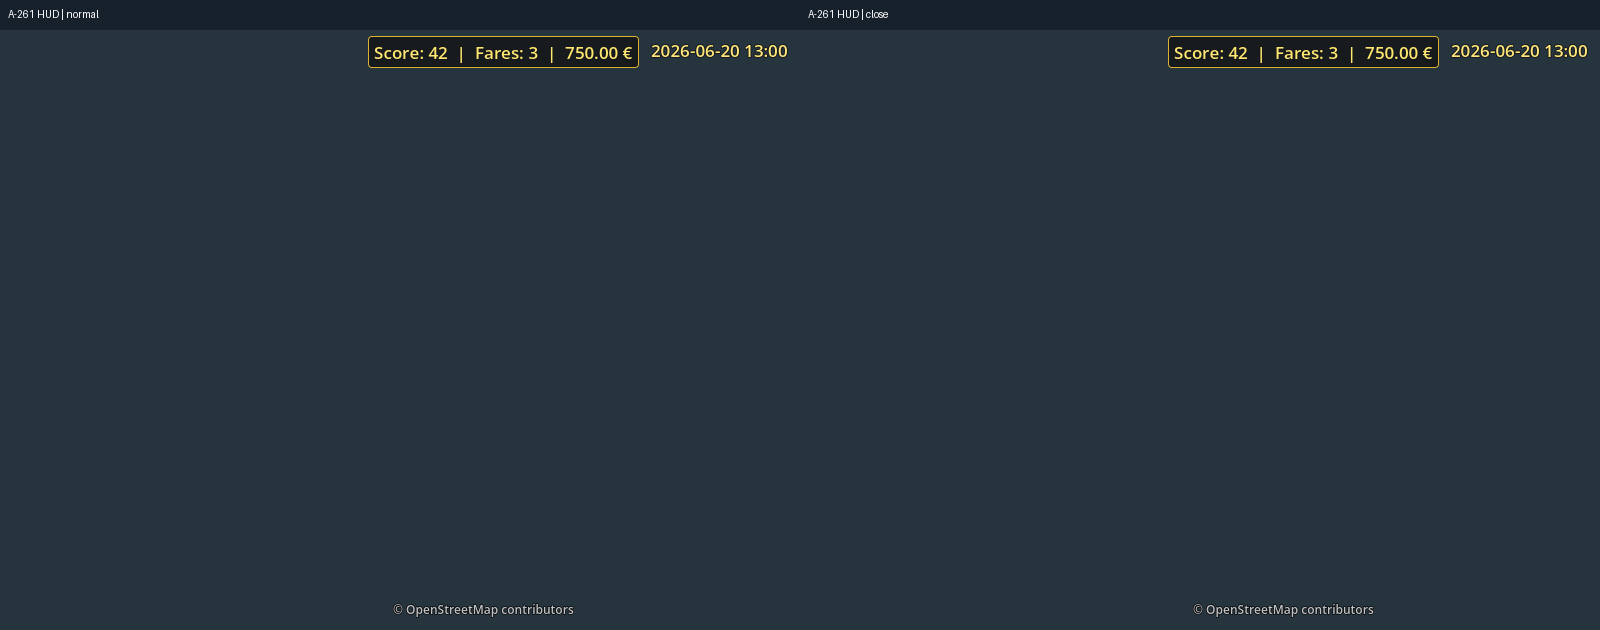 A-261 HUD | normal
A-261 HUD | close
Score: 42 | Fares: 3 | 750.00 €
2026-06-20 13:00
Score: 42 | Fares: 3 | 750.00 €
2026-06-20 13:00
© OpenStreetMap contributors
© OpenStreetMap contributors